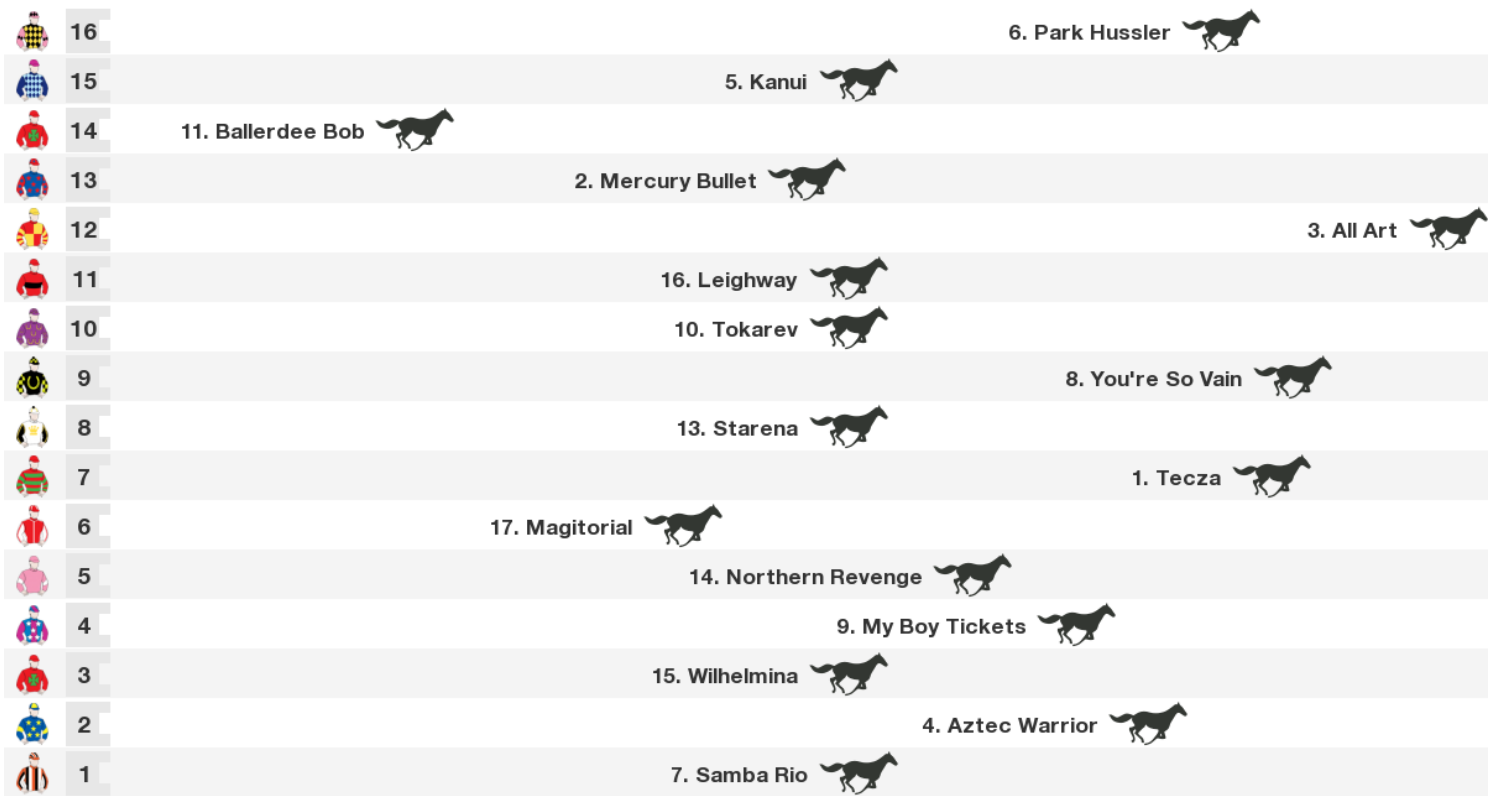 16 6. Park Hussler
15 5. Kanui
14 11. Ballerdee Bob
13 2. Mercury Bullet
12 3. All Art
11 16. Leighway
10 10. Tokarev
9 8. You're So Vain
8 13. Starena
7 1. Tecza
6 17. Magitorial
5 14. Northern Revenge
4 9. My Boy Tickets
3 15. Wilhelmina
2 4. Aztec Warrior
1 7. Samba Rio